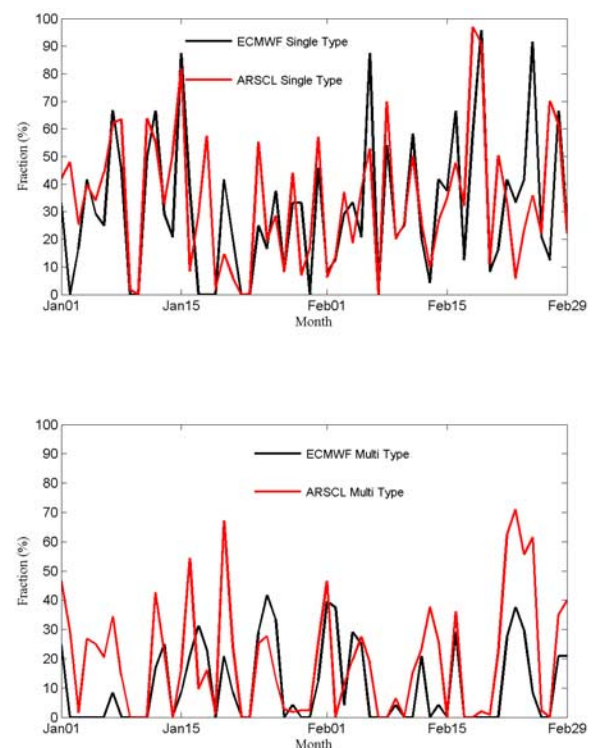 100
90
80
70
60
50
40
30
20
10
0
Fraction (%)
ECMWF Single Type
ARSCL Single Type
Jan01 Jan15 Feb01 Feb15 Feb29
Month
100
90
80
70
60
50
40
30
20
10
0
Fraction (%)
ECMWF Multi Type
ARSCL Multi Type
Jan01 Jan15 Feb01 Feb15 Feb29
Month